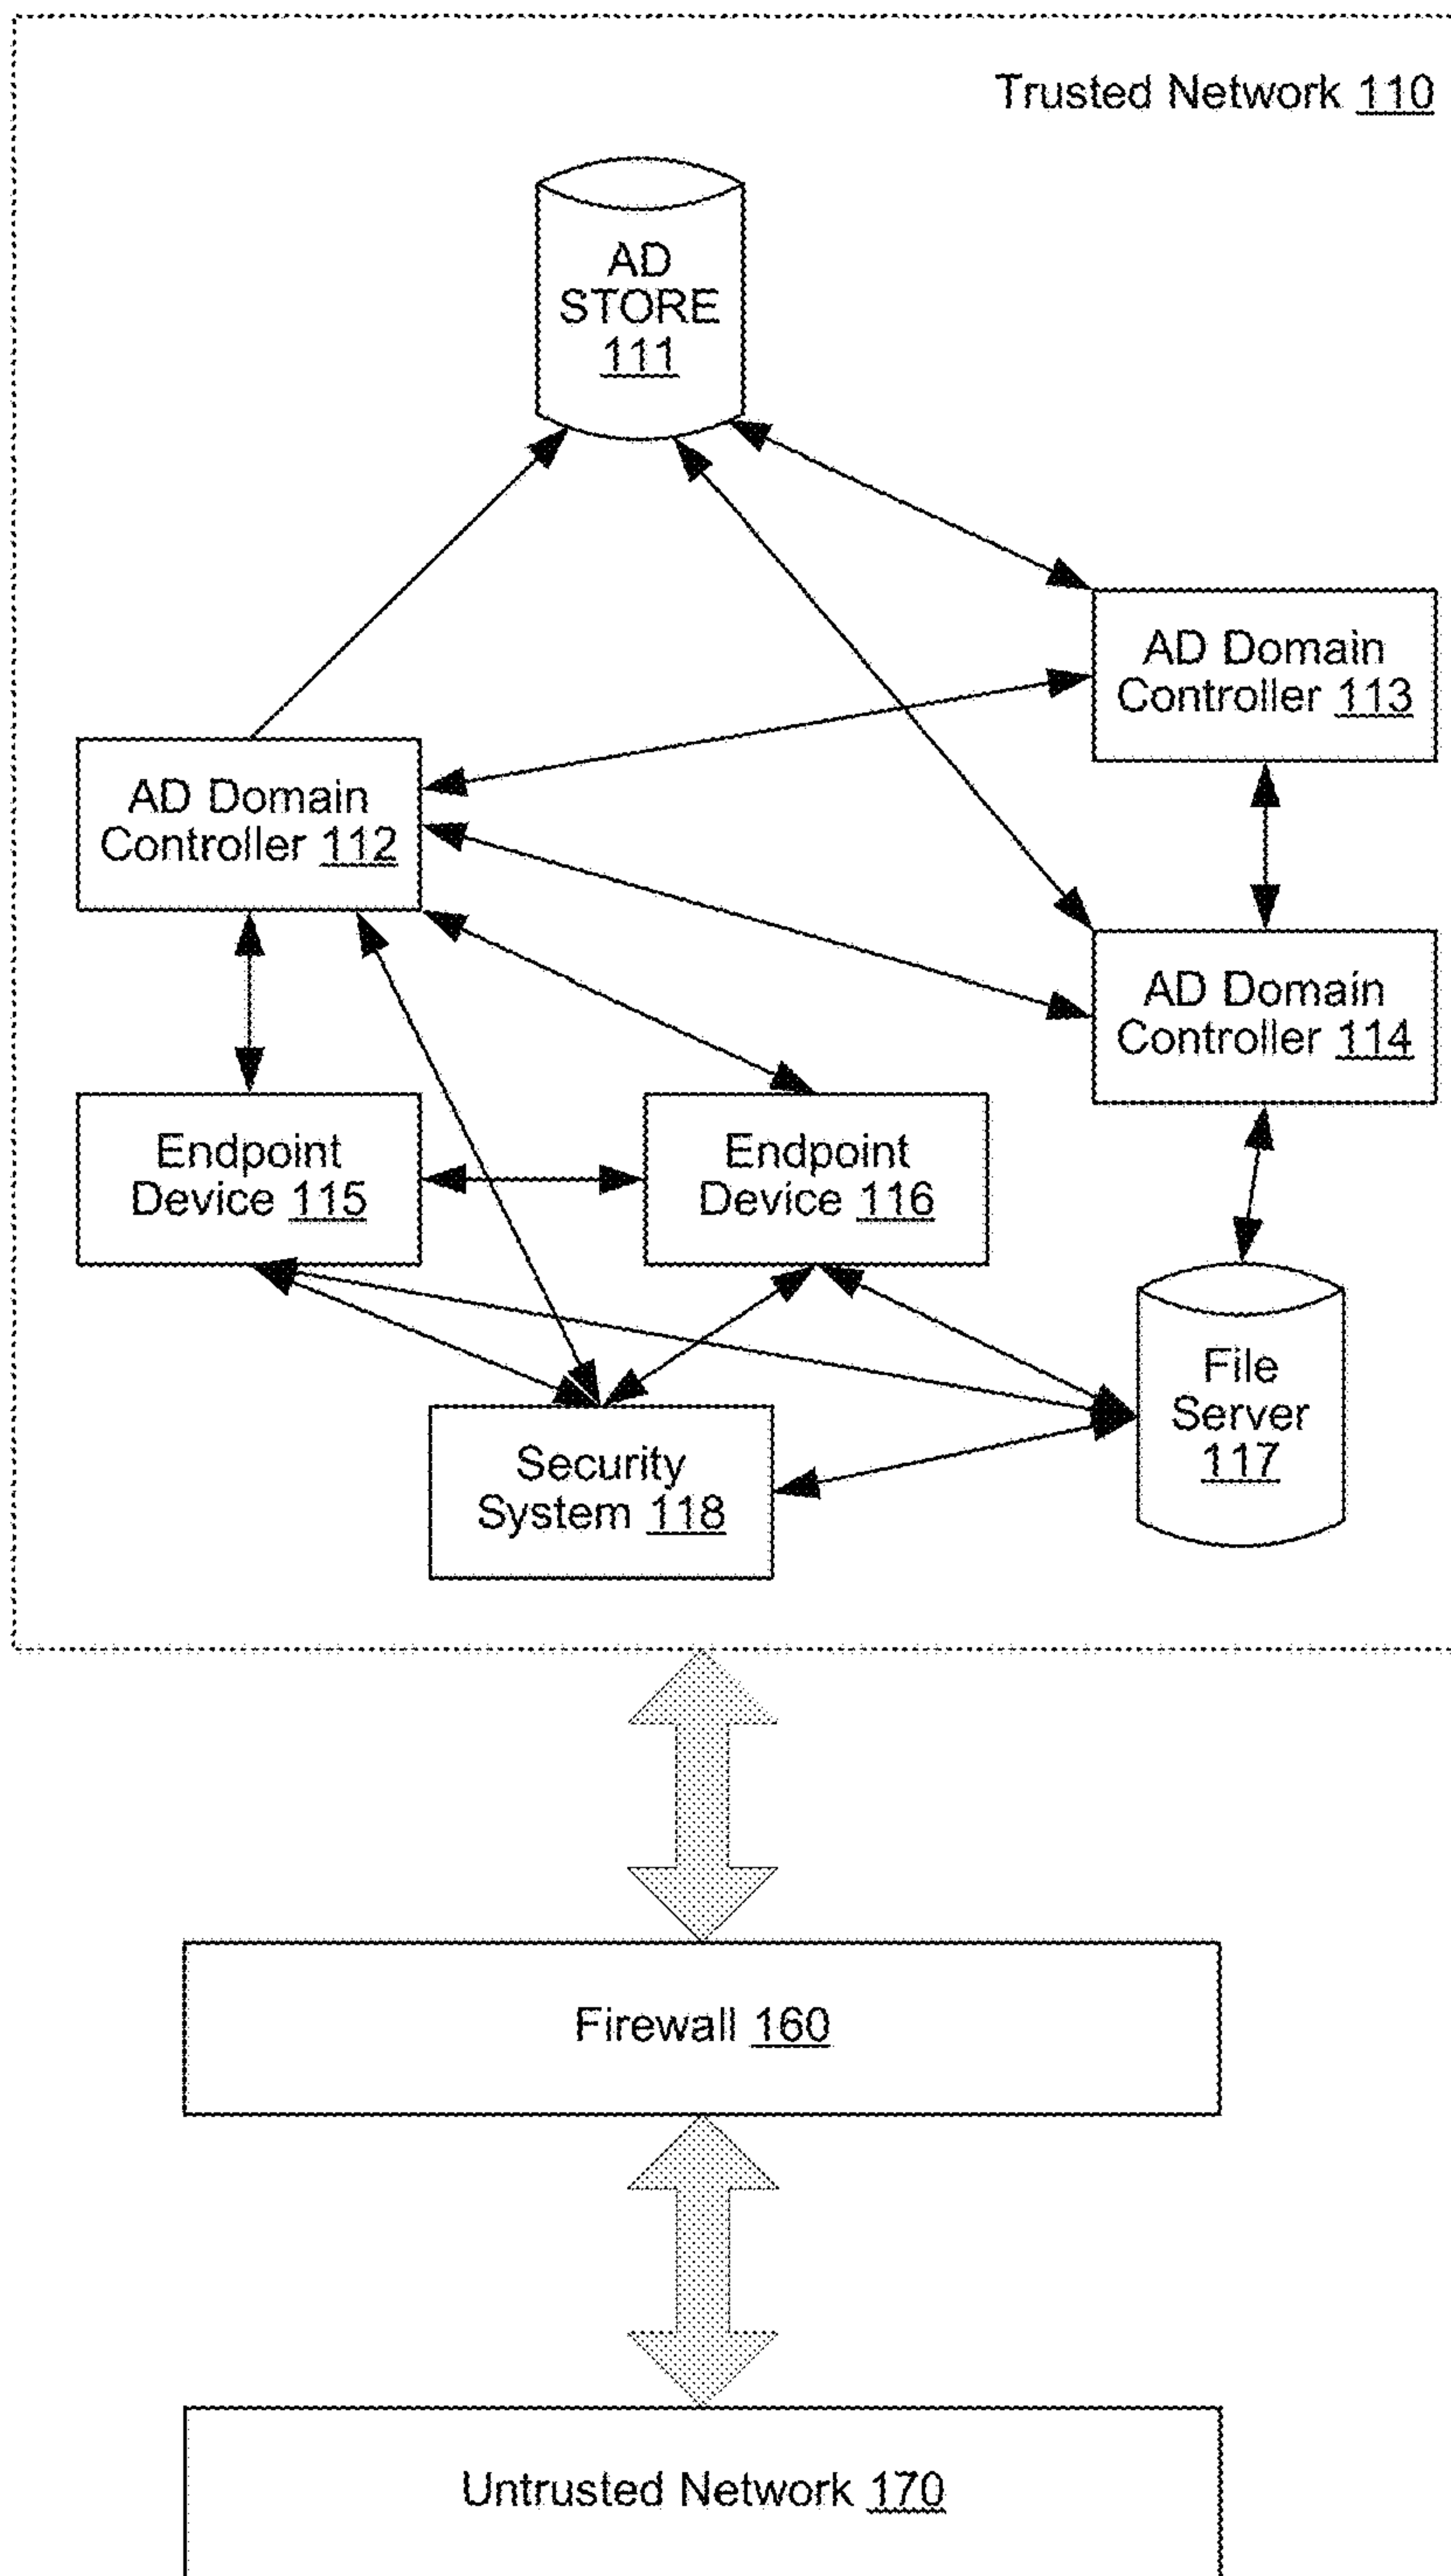 Trusted Network 110
AD
STORE
111
AD Domain
Controller 113
AD Domain
Controller 112
AD Domain
Controller 114
Endpoint
Device 115
Endpoint
Device 116
File
Server
117
Security
System 118
Firewall 160
Untrusted Network 170